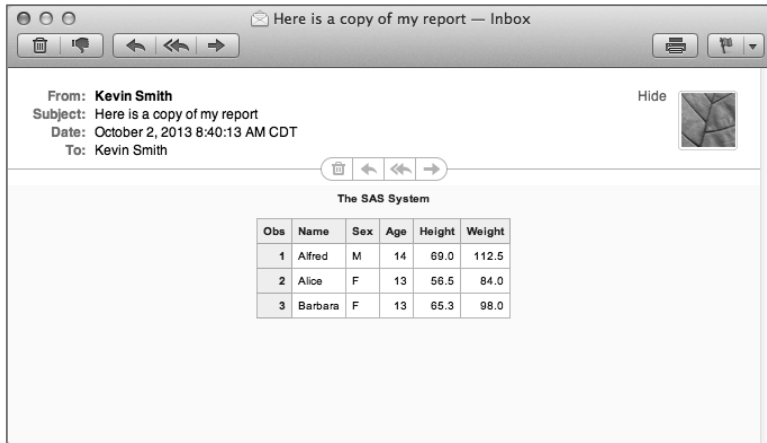 Here is a copy of my report — Inbox
From: Kevin Smith
Hide
Subject: Here is a copy of my report
Date: October 2, 2013 8:40:13 AM CDT
To: Kevin Smith
The SAS System
Obs Name Sex Age Height Weight
1 Alfred M 14 69.0 112.5
2 Alice F 13 56.5 84.0
3 Barbara F 13 65.3 98.0